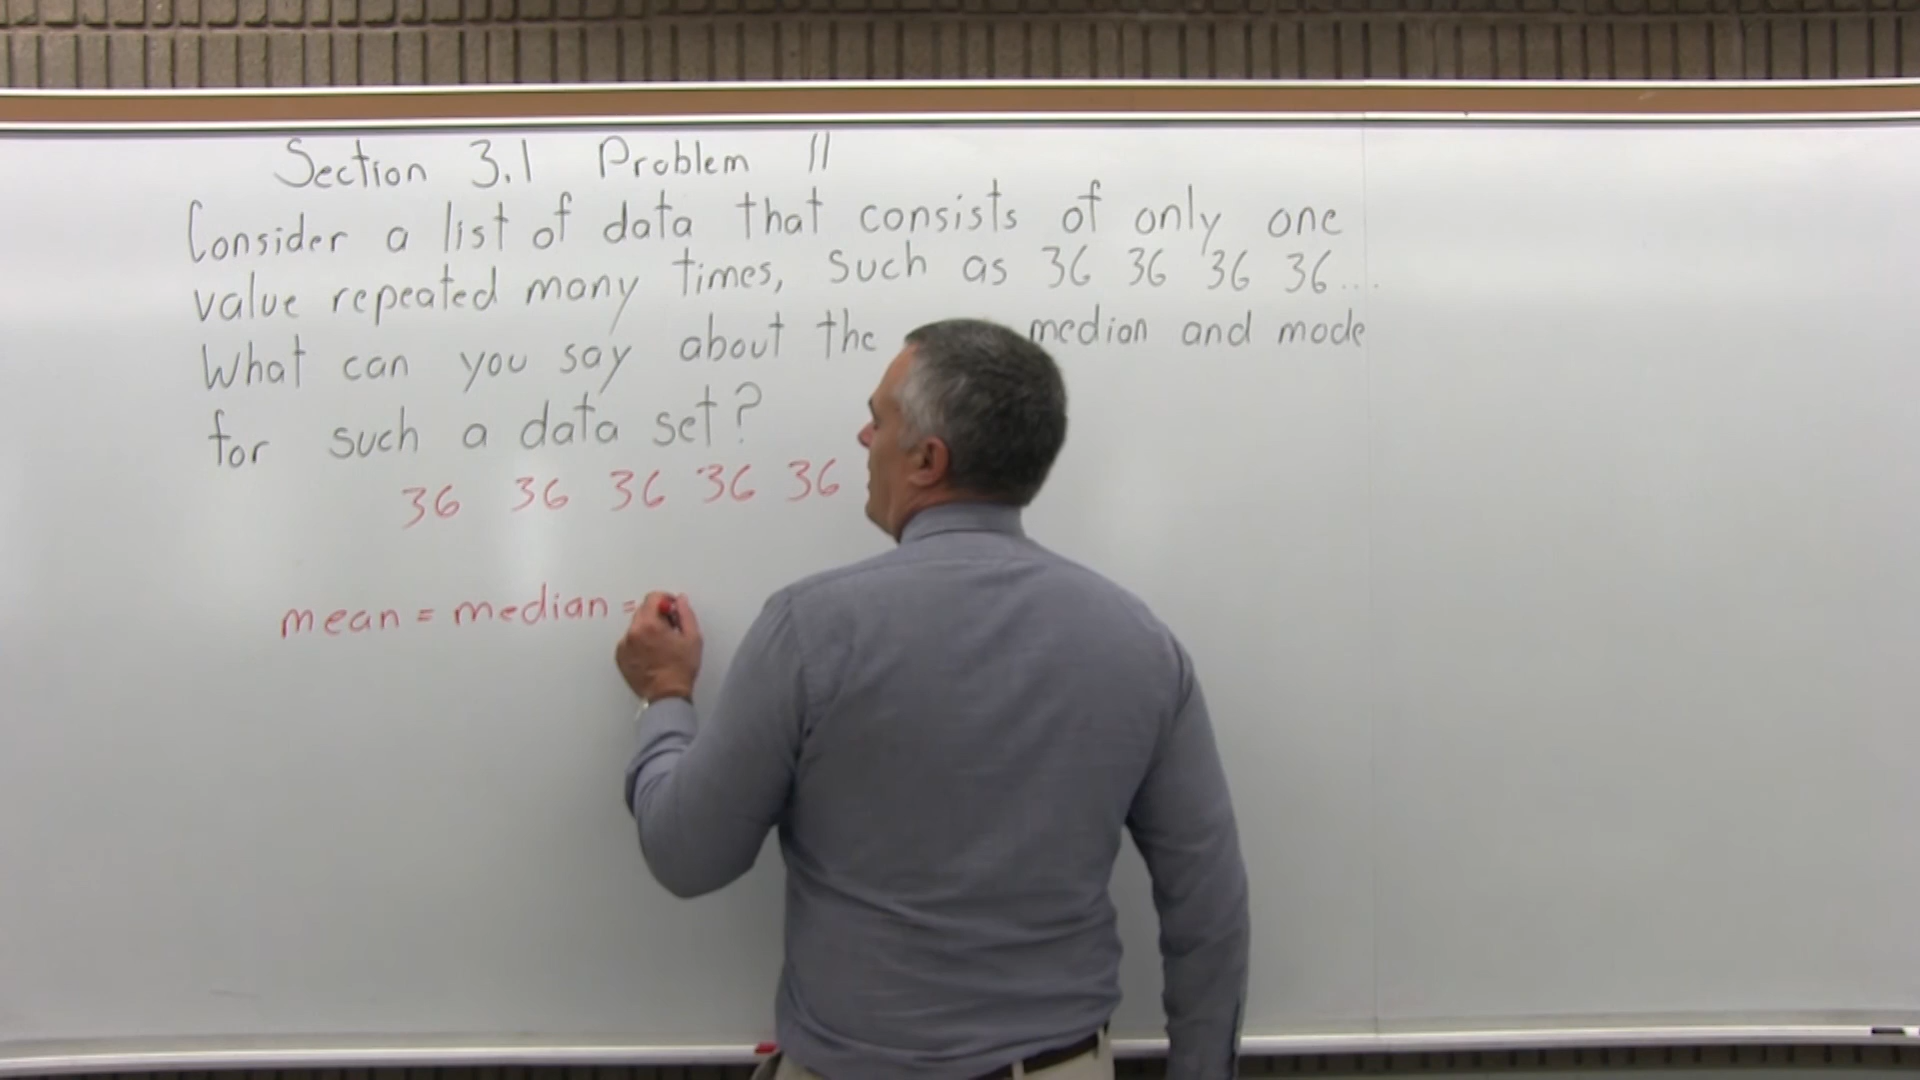 Section 3.1 Problem 11
Consider a list of data that consists of only one
value repeated many times, such as 36 36 36 36...
What can you say about the median and mode
for such a data set?
36 36 36 36 36
mean = median =